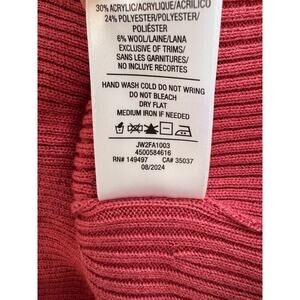 30% ACRYLIC/ACRYLIQUE/ACRÍLICO
24% POLYESTER/POLYESTER/
POLIÉSTER
6% WOOL/LAINE/LANA
EXCLUSIVE OF TRIMS/
SANS LES GARNITURES/
NO INCLUYE RECORTES
HAND WASH COLD DO NOT WRING
DO NOT BLEACH
DRY FLAT
MEDIUM IRON IF NEEDED
JW2FA1003
4500584616
RN# 149497 CA# 35037
08/2024